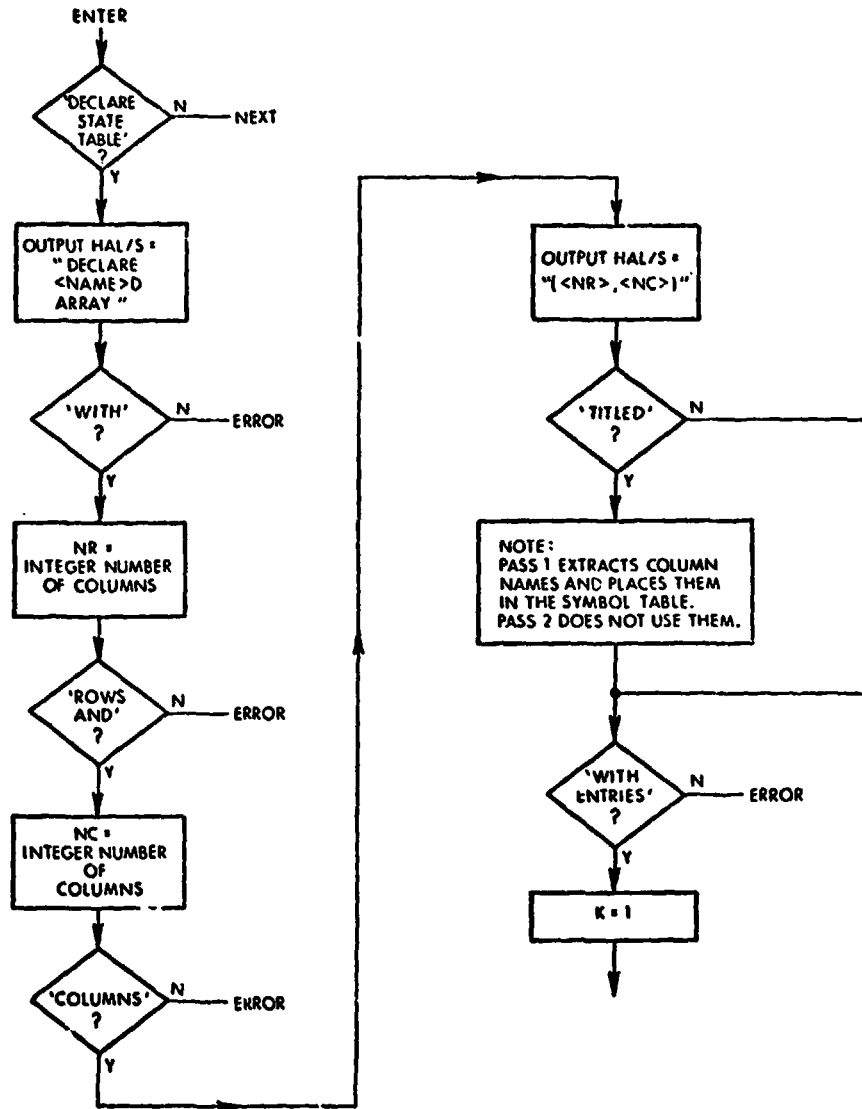 ENTER
'DECLARE
STATE
TABLE'
?
N
NEXT
Y
OUTPUT HAL/S =
" DECLARE
<NAME>D
ARRAY "
'WITH'
?
N
ERROR
Y
NR =
INTEGER NUMBER
OF COLUMNS
'ROWS
AND'
?
N
ERROR
Y
NC =
INTEGER NUMBER
OF
COLUMNS
'COLUMNS'
?
N
ERROR
Y
OUTPUT HAL/S =
"(<NR>,<NC>)"
'TITLED'
?
N
Y
NOTE:
PASS 1 EXTRACTS COLUMN
NAMES AND PLACES THEM
IN THE SYMBOL TABLE.
PASS 2 DOES NOT USE THEM.
'WITH
ENTRIES'
?
N
ERROR
Y
K = 1